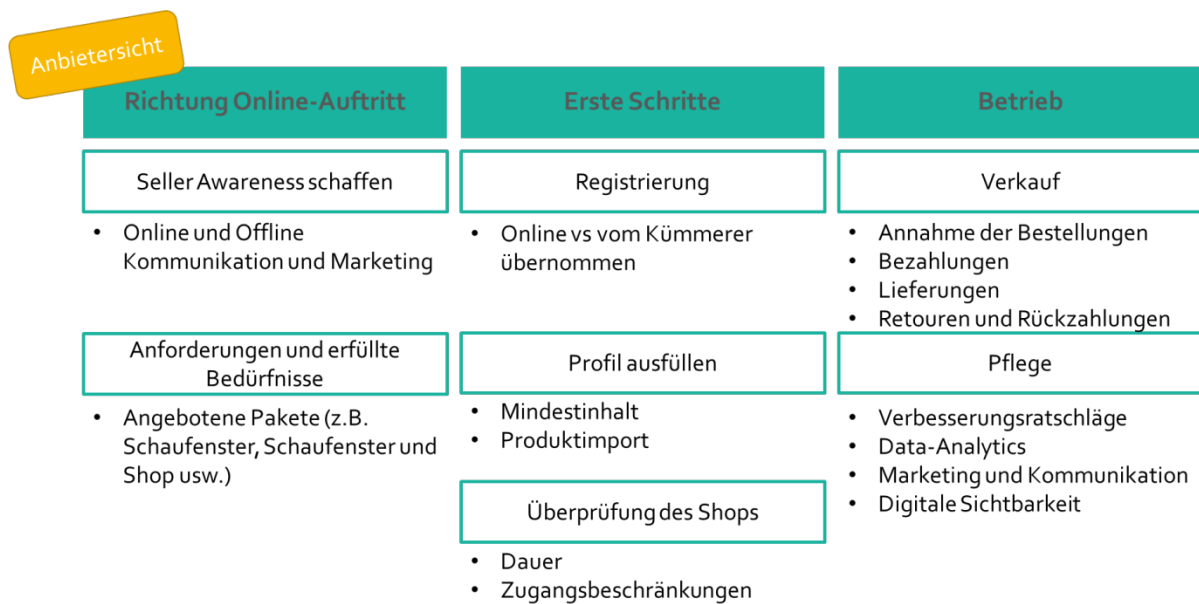 Anbietersicht
Richtung Online-Auftritt
Seller Awareness schaffen
• Online und Offline
Kommunikation und Marketing
Anforderungen und erfüllte
Bedürfnisse
• Angebotene Pakete (z.B.
Schaufenster, Schaufenster und
Shop usw.)
Erste Schritte
Registrierung
• Online vs vom Kümmerer
übernommen
Profil ausfüllen
• Mindestinhalt
• Produktimport
Überprüfung des Shops
• Dauer
• Zugangsbeschränkungen
Betrieb
Verkauf
• Annahme der Bestellungen
• Bezahlungen
• Lieferungen
• Retouren und Rückzahlungen
Pflege
• Verbesserungsratschläge
• Data-Analytics
• Marketing und Kommunikation
• Digitale Sichtbarkeit